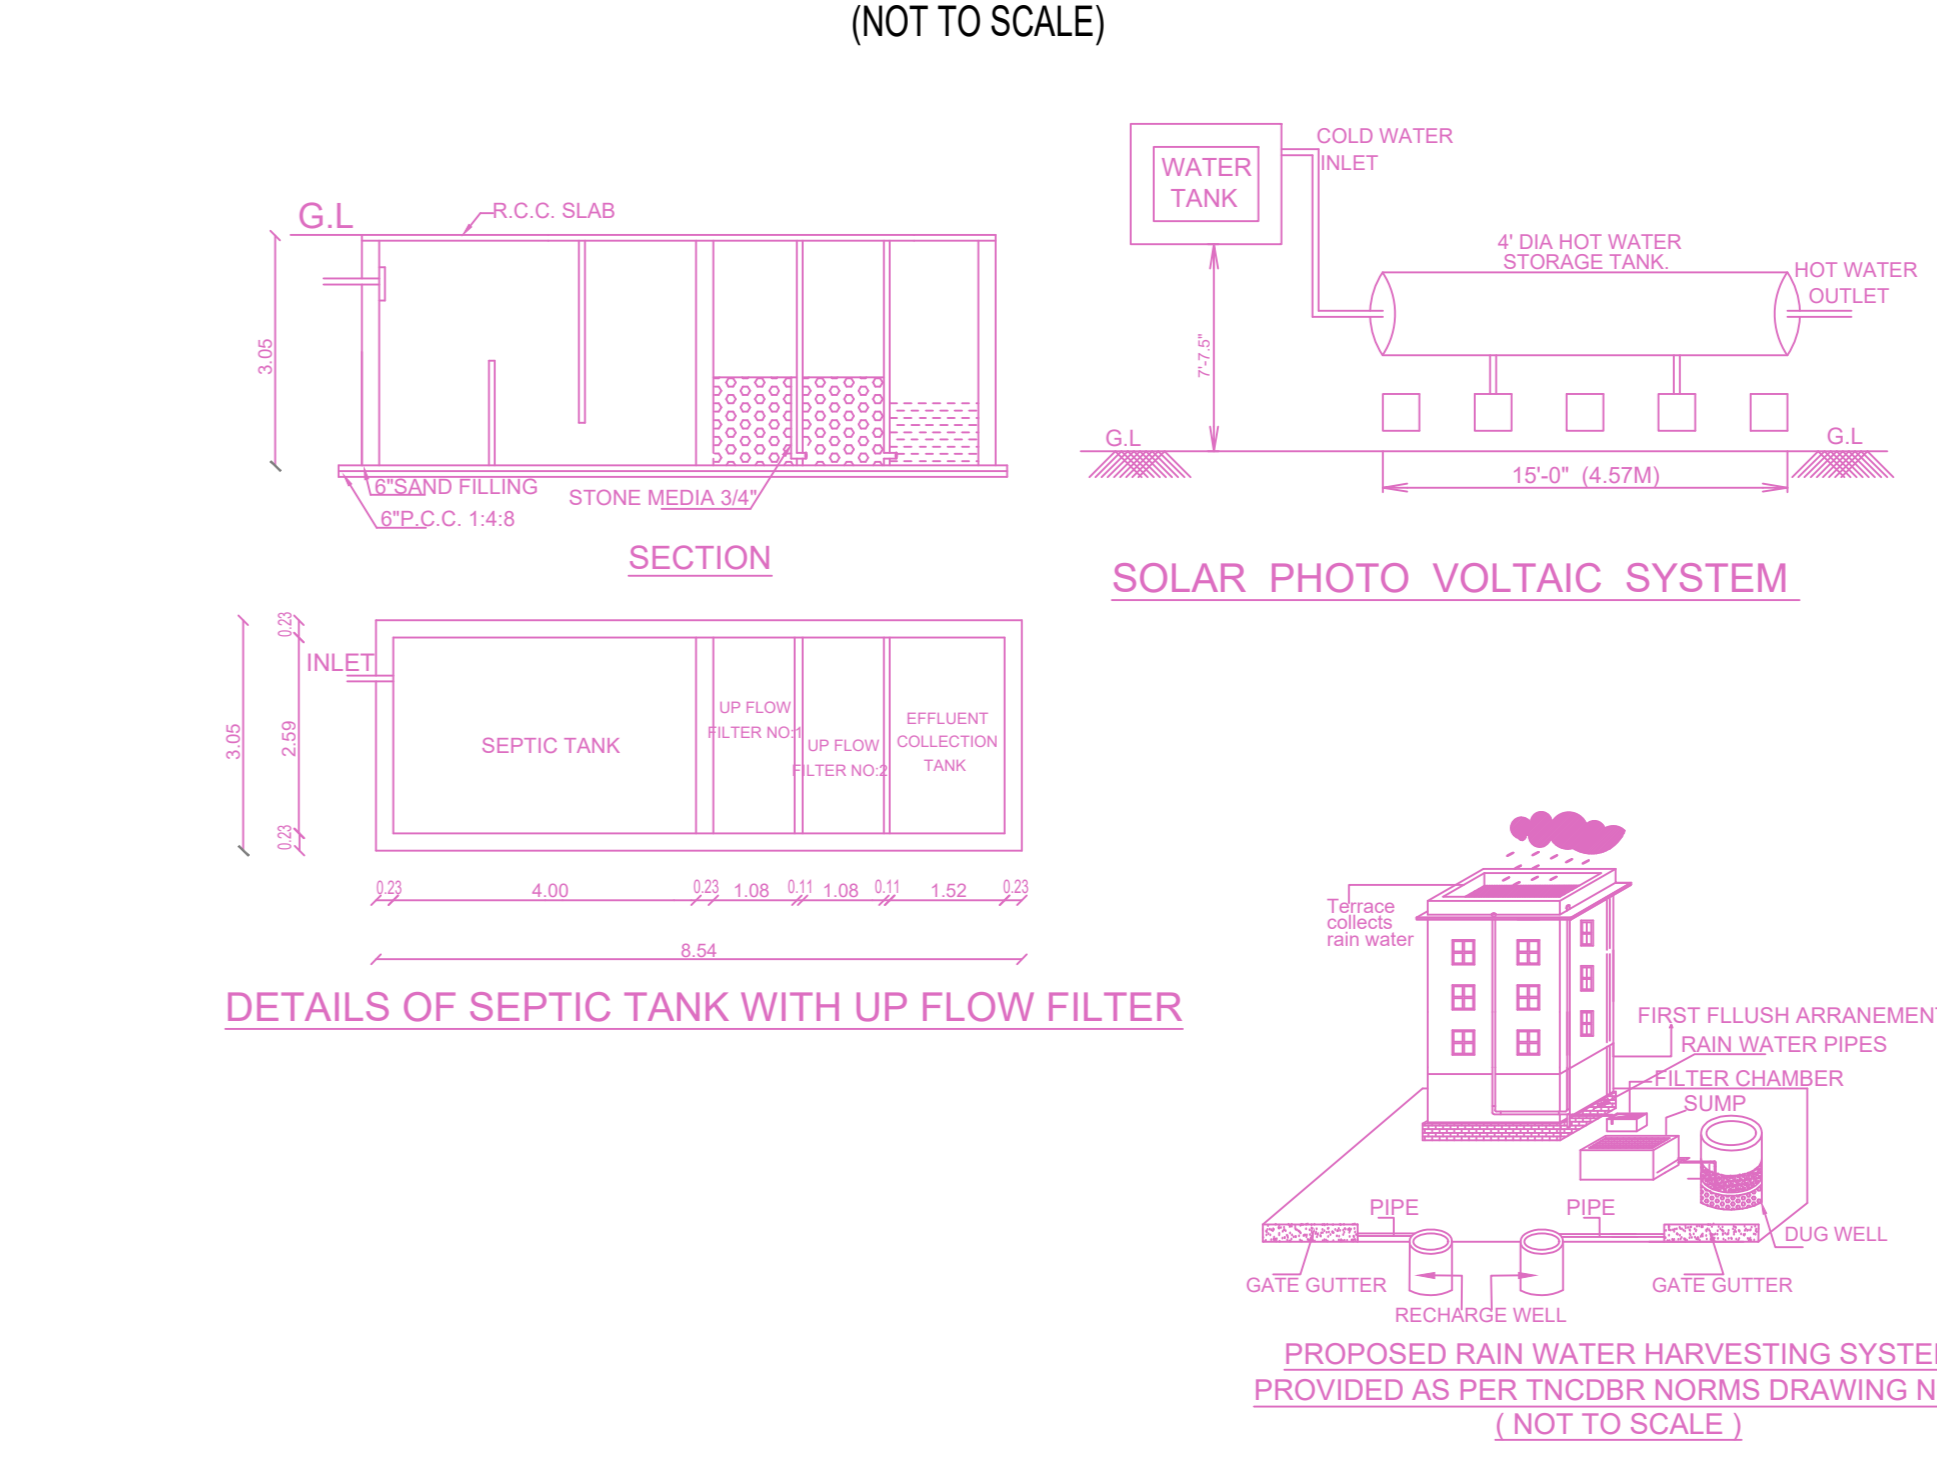 (NOT TO SCALE)
G.L
R.C.C. SLAB
3.05
6"SAND FILLING
6"P.C.C. 1:4:8
STONE MEDIA 3/4"
SECTION
0.23
INLET
3.05
2.59
0.23
SEPTIC TANK
UP FLOW
FILTER NO:1
UP FLOW
FILTER NO:2
EFFLUENT
COLLECTION
TANK
0.23
4.00
0.23
1.08
0.11
1.08
0.11
1.52
0.23
8.54
DETAILS OF SEPTIC TANK WITH UP FLOW FILTER
WATER
TANK
COLD WATER
INLET
4' DIA HOT WATER
STORAGE TANK.
HOT WATER
OUTLET
7'-7.5"
G.L
G.L
15'-0" (4.57M)
SOLAR PHOTO VOLTAIC SYSTEM
Terrace
collects
rain water
FIRST FLLUSH ARRANEMENT
RAIN WATER PIPES
FILTER CHAMBER
SUMP
PIPE
PIPE
DUG WELL
GATE GUTTER
GATE GUTTER
RECHARGE WELL
PROPOSED RAIN WATER HARVESTING
PROVIDED AS PER TNCDBR NORMS DRAWING
( NOT TO SCALE )